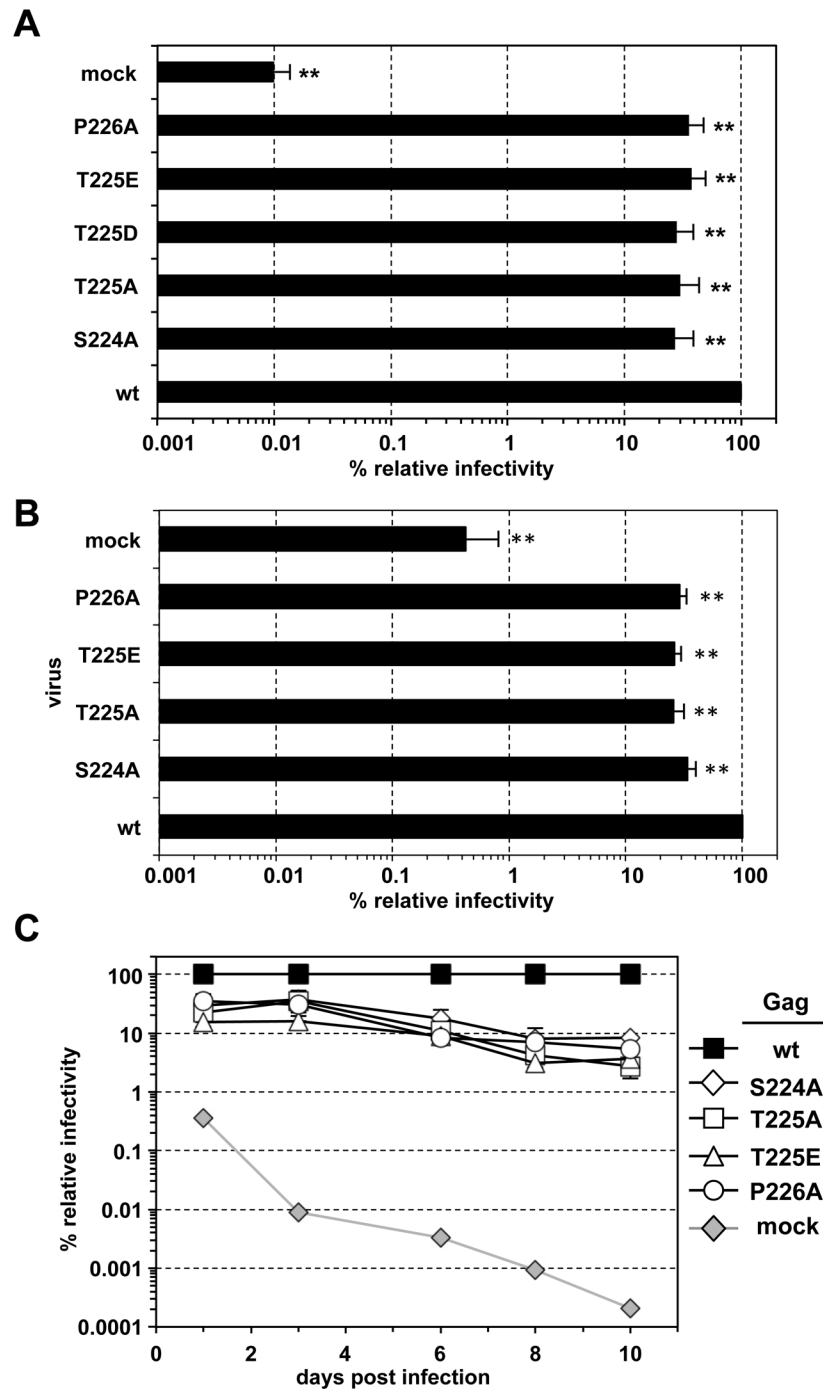 A
mock
**
P226A
**
T225E
**
T225D
**
T225A
**
S224A
**
wt
0.001 0.01 0.1 1 10 100
% relative infectivity
B
virus
mock
**
P226A
**
T225E
**
T225A
**
S224A
**
wt
0.001 0.01 0.1 1 10 100
% relative infectivity
C
% relative infectivity
100
10
1
0.1
0.01
0.001
0.0001
0 2 4 6 8 10
days post infection
Gag
wt
S224A
T225A
T225E
P226A
mock